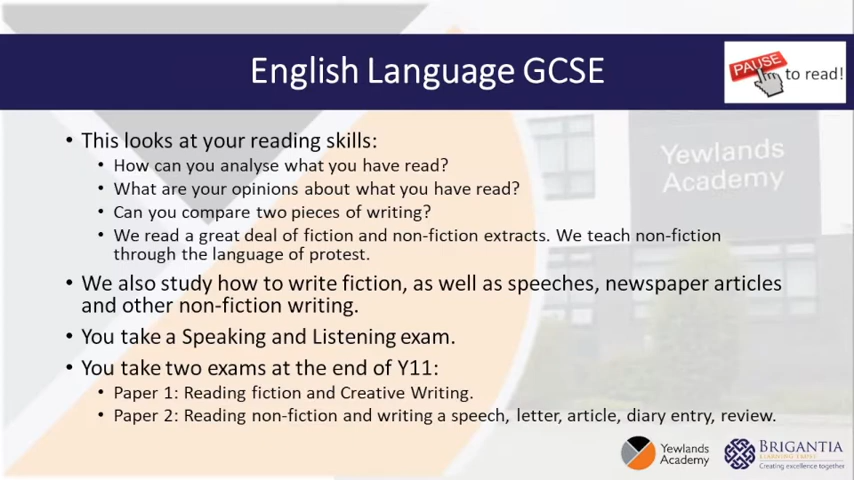 English Language GCSE
PAUSE
to read!
• This looks at your reading skills:
• How can you analyse what you have read?
• What are your opinions about what you have read?
• Can you compare two pieces of writing?
• We read a great deal of fiction and non-fiction extracts. We teach non-fiction
through the language of protest.
• We also study how to write fiction, as well as speeches, newspaper articles
and other non-fiction writing.
• You take a Speaking and Listening exam.
• You take two exams at the end of Y11:
• Paper 1: Reading fiction and Creative Writing.
• Paper 2: Reading non-fiction and writing a speech, letter, article, diary entry, review.
Yewlands
Academy
Yewlands
Academy
BRIGANTIA
LEARNING TRUST
Creating excellence together